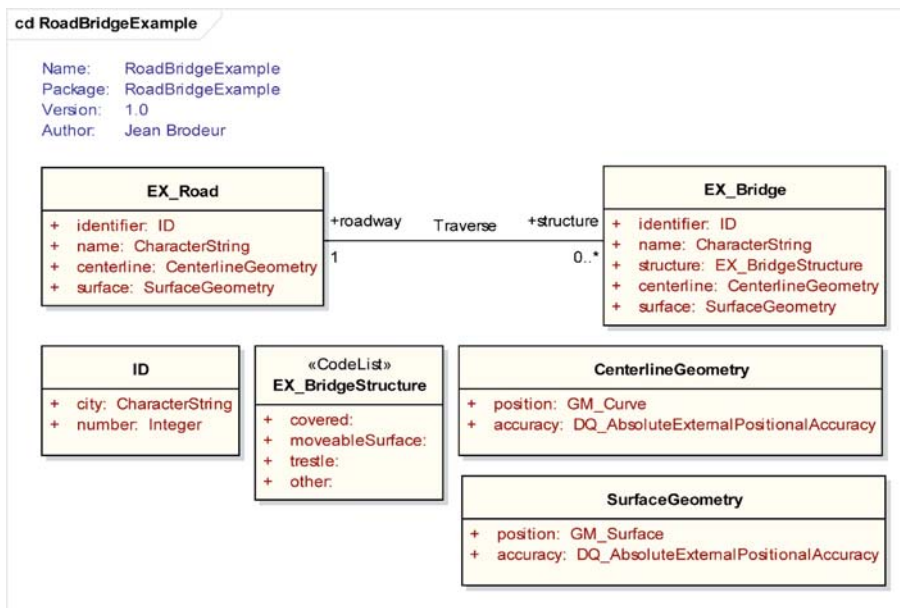 cd RoadBridgeExample
Name: RoadBridgeExample
Package: RoadBridgeExample
Version: 1.0
Author: Jean Brodeur
EX_Road
+ identifier: ID
+ name: CharacterString
+ centerline: CenterlineGeometry
+ surface: SurfaceGeometry
+roadway Traverse +structure
1 0..*
EX_Bridge
+ identifier: ID
+ name: CharacterString
+ structure: EX_BridgeStructure
+ centerline: CenterlineGeometry
+ surface: SurfaceGeometry
ID
+ city: CharacterString
+ number: Integer
«CodeList»
EX_BridgeStructure
+ covered:
+ moveableSurface:
+ trestle:
+ other:
CenterlineGeometry
+ position: GM_Curve
+ accuracy: DQ_AbsoluteExternalPositionalAccuracy
SurfaceGeometry
+ position: GM_Surface
+ accuracy: DQ_AbsoluteExternalPositionalAccuracy